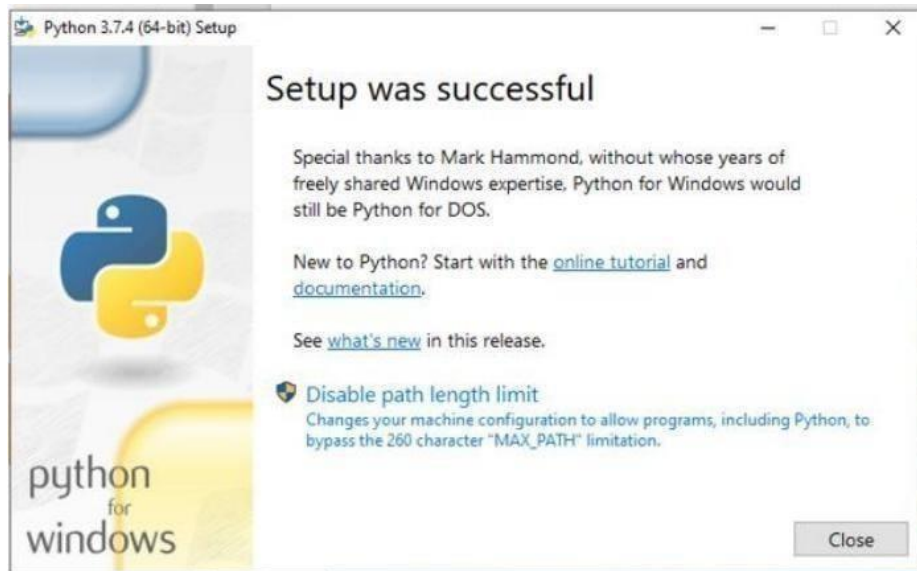 Python 3.7.4 (64-bit) Setup
Setup was successful
Special thanks to Mark Hammond, without whose years of
freely shared Windows expertise, Python for Windows would
still be Python for DOS.
New to Python? Start with the online tutorial and
documentation.
See what's new in this release.
Disable path length limit
Changes your machine configuration to allow programs, including Python, to
bypass the 260 character "MAX_PATH" limitation.
python
for
windows
Close